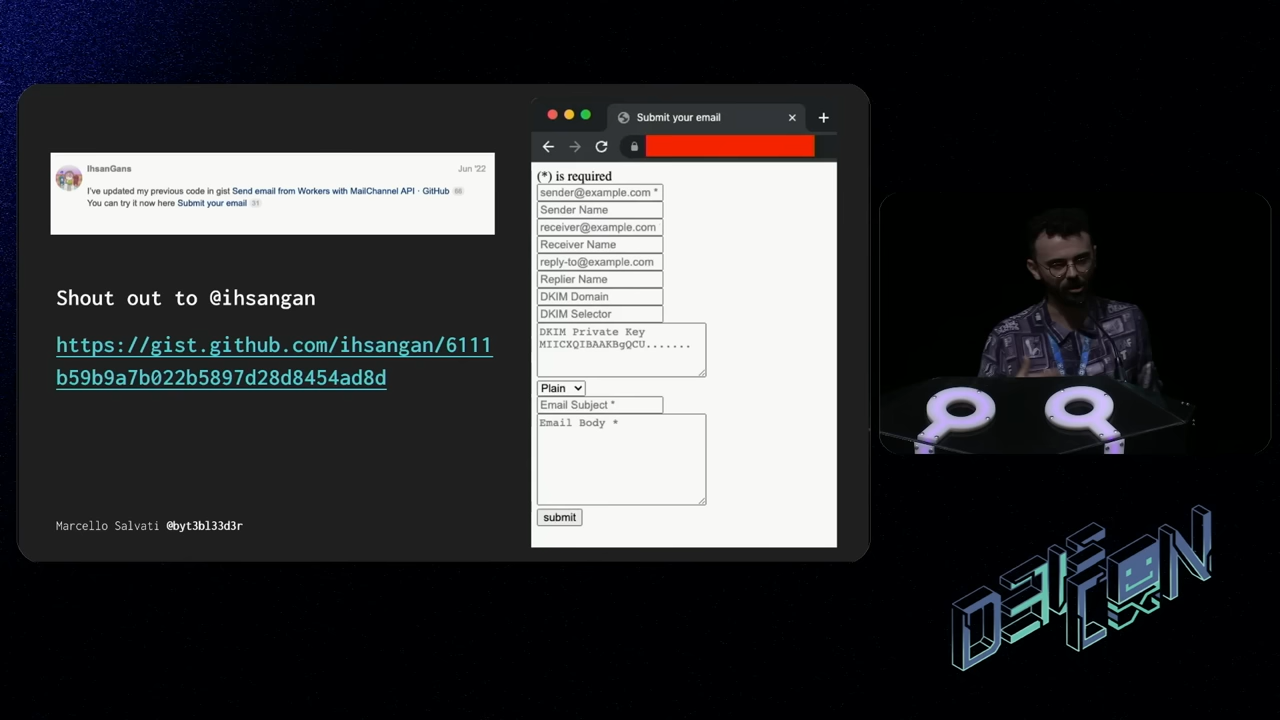 IhsanGans
Jun '22
I've updated my previous code in gist Send email from Workers with MailChannel API · GitHub 66
You can try it now here Submit your email 31
Shout out to @ihsangan
https://gist.github.com/ihsangan/6111
b59b9a7b022b5897d28d8454ad8d
Marcello Salvati @byt3bl33d3r
Submit your email
(*) is required
sender@example.com *
Sender Name
receiver@example.com
Receiver Name
reply-to@example.com
Replier Name
DKIM Domain
DKIM Selector
DKIM Private Key
MIICXQIBAAKBgQCU.......
Plain
Email Subject *
Email Body *
submit
DEFCON